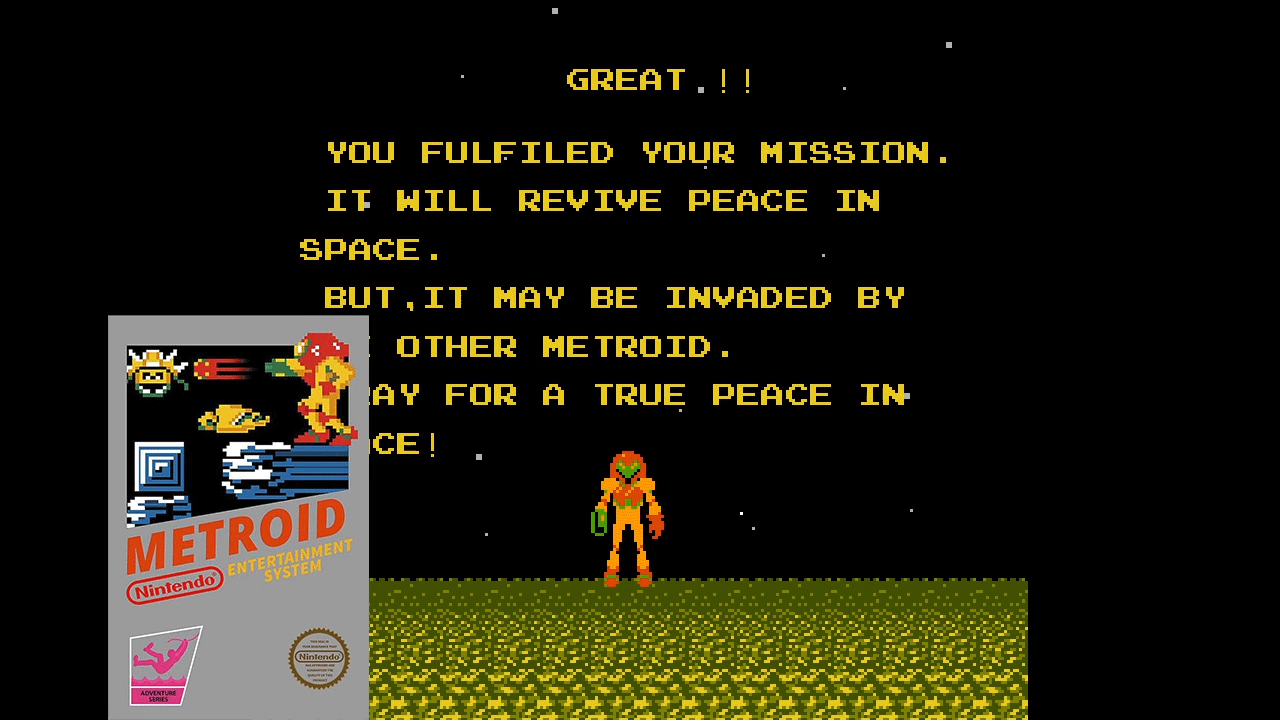 GREAT !!
YOU FULFILED YOUR MISSION.
IT WILL REVIVE PEACE IN
SPACE.
BUT,IT MAY BE INVADED BY
OTHER METROID.
AY FOR A TRUE PEACE IN
CE!
METROID
Nintendo®
ENTERTAINMENT
SYSTEM
ADVENTURE
SERIES
Nintendo